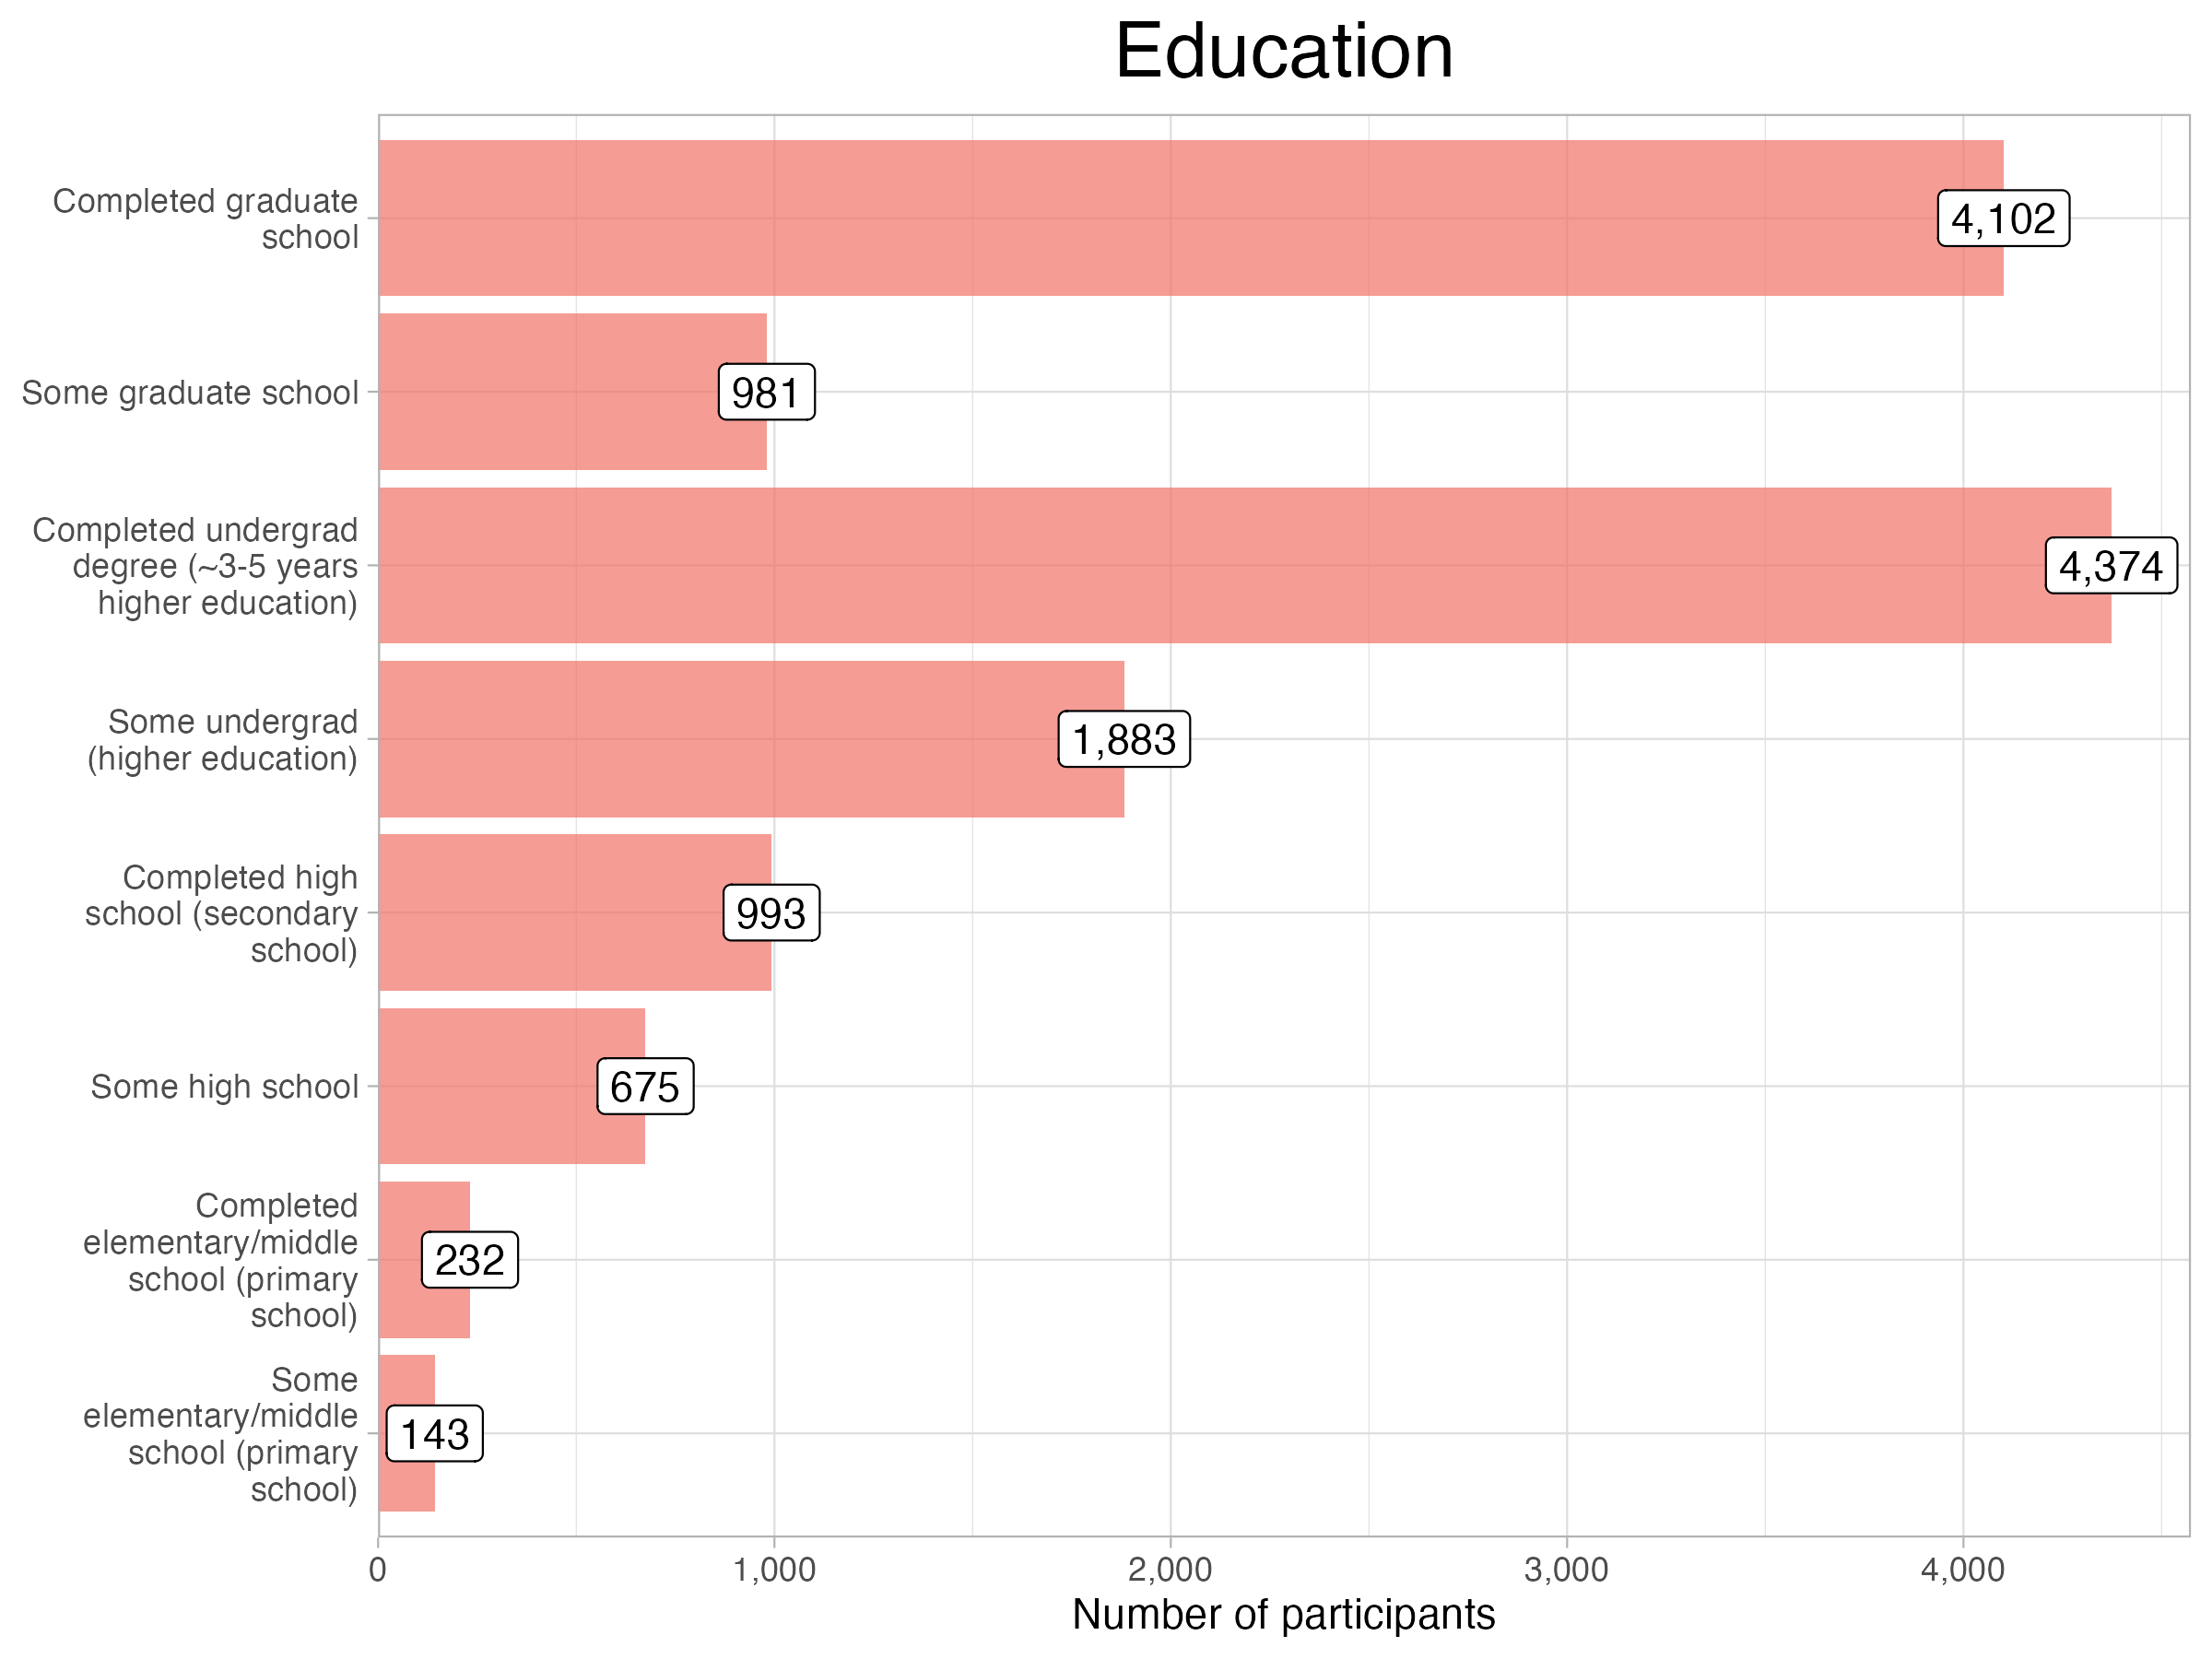 Education
Completed graduate
school
4,102
Some graduate school
981
Completed undergrad
degree (~3-5 years
higher education)
4,374
Some undergrad
(higher education)
1,883
Completed high
school (secondary
school)
993
Some high school
675
Completed
elementary/middle
school (primary
school)
232
Some
elementary/middle
school (primary
school)
143
0 1,000 2,000 3,000 4,000
Number of participants